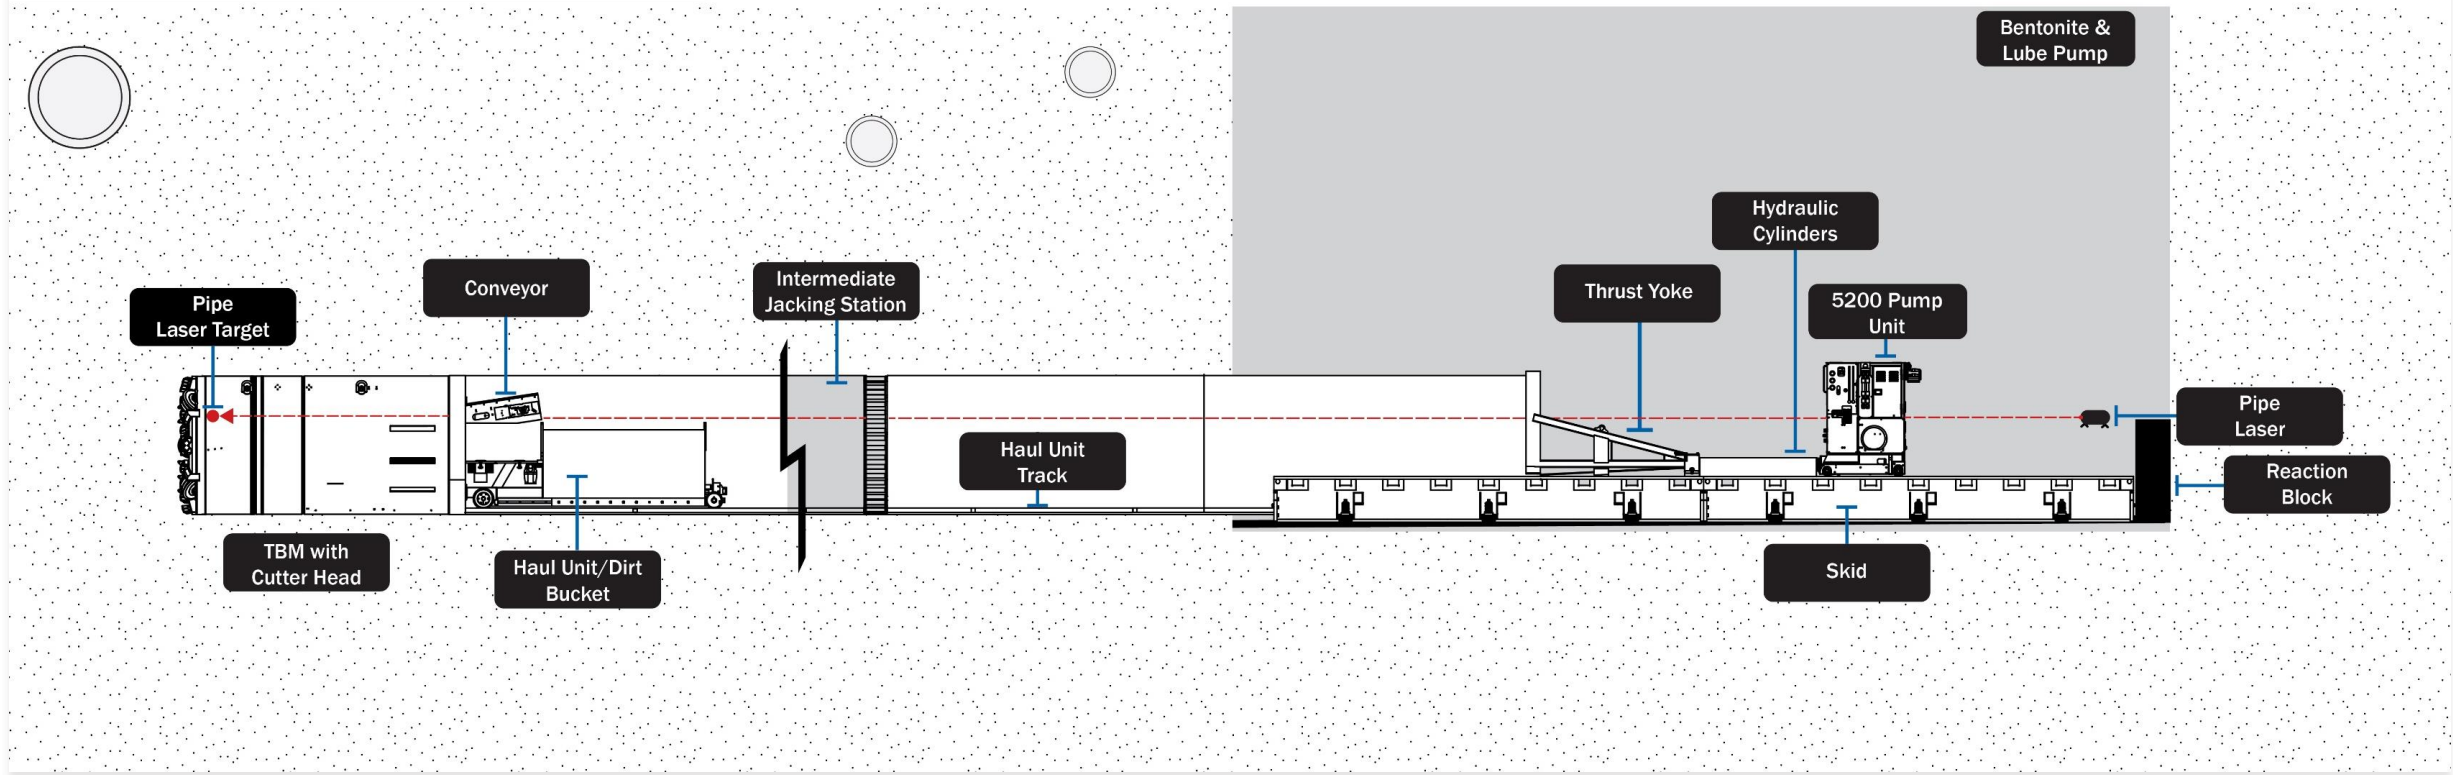 Bentonite &
Lube Pump
Hydraulic
Cylinders
Conveyor
Intermediate
Jacking Station
Thrust Yoke
5200 Pump
Unit
Pipe
Laser Target
Pipe
Laser
Haul Unit
Track
Reaction
Block
TBM with
Cutter Head
Haul Unit/Dirt
Bucket
Skid